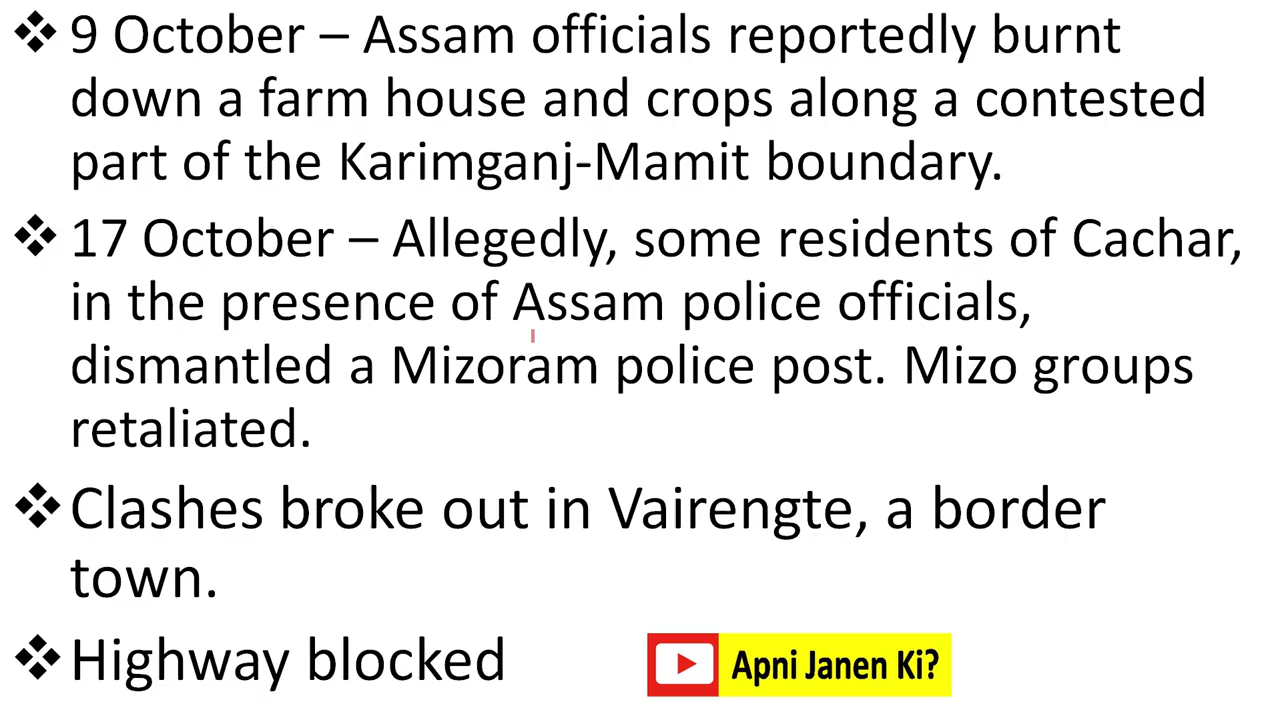 ❖ 9 October – Assam officials reportedly burnt
down a farm house and crops along a contested
part of the Karimganj-Mamit boundary.
❖ 17 October – Allegedly, some residents of Cachar,
in the presence of Assam police officials,
dismantled a Mizoram police post. Mizo groups
retaliated.
❖ Clashes broke out in Vairengte, a border
town.
❖ Highway blocked
Apni Janen Ki?